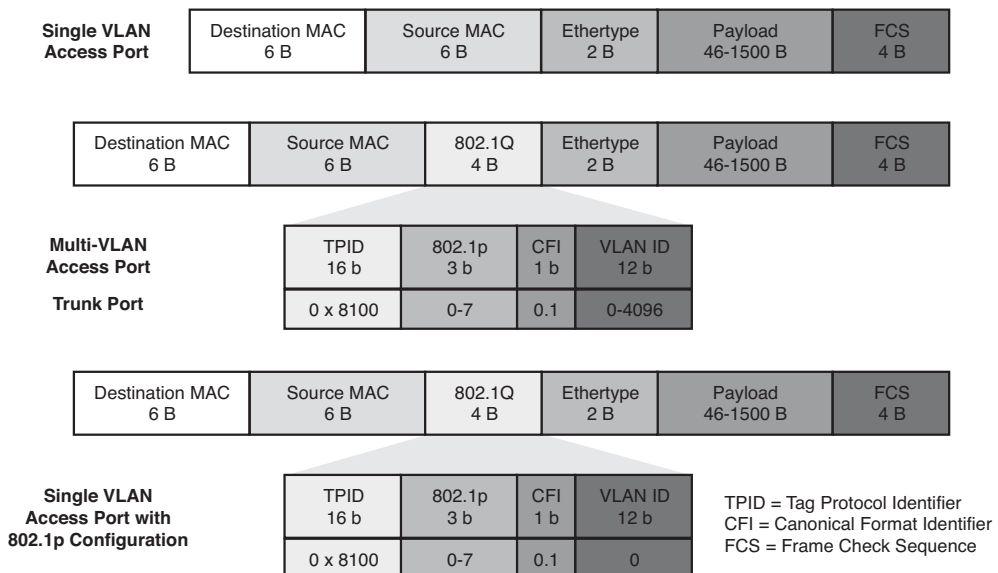 Single VLAN
Access Port
Destination MAC
6 B
Source MAC
6 B
Ethertype
2 B
Payload
46-1500 B
FCS
4 B
Destination MAC
6 B
Source MAC
6 B
802.1Q
4 B
Ethertype
2 B
Payload
46-1500 B
FCS
4 B
Multi-VLAN
Access Port
Trunk Port
TPID
16 b
802.1p
3 b
CFI
1 b
VLAN ID
12 b
0 x 8100
0-7
0.1
0-4096
Destination MAC
6 B
Source MAC
6 B
802.1Q
4 B
Ethertype
2 B
Payload
46-1500 B
FCS
4 B
Single VLAN
Access Port with
802.1p Configuration
TPID
16 b
802.1p
3 b
CFI
1 b
VLAN ID
12 b
0 x 8100
0-7
0.1
0
TPID = Tag Protocol Identifier
CFI = Canonical Format Identifier
FCS = Frame Check Sequence